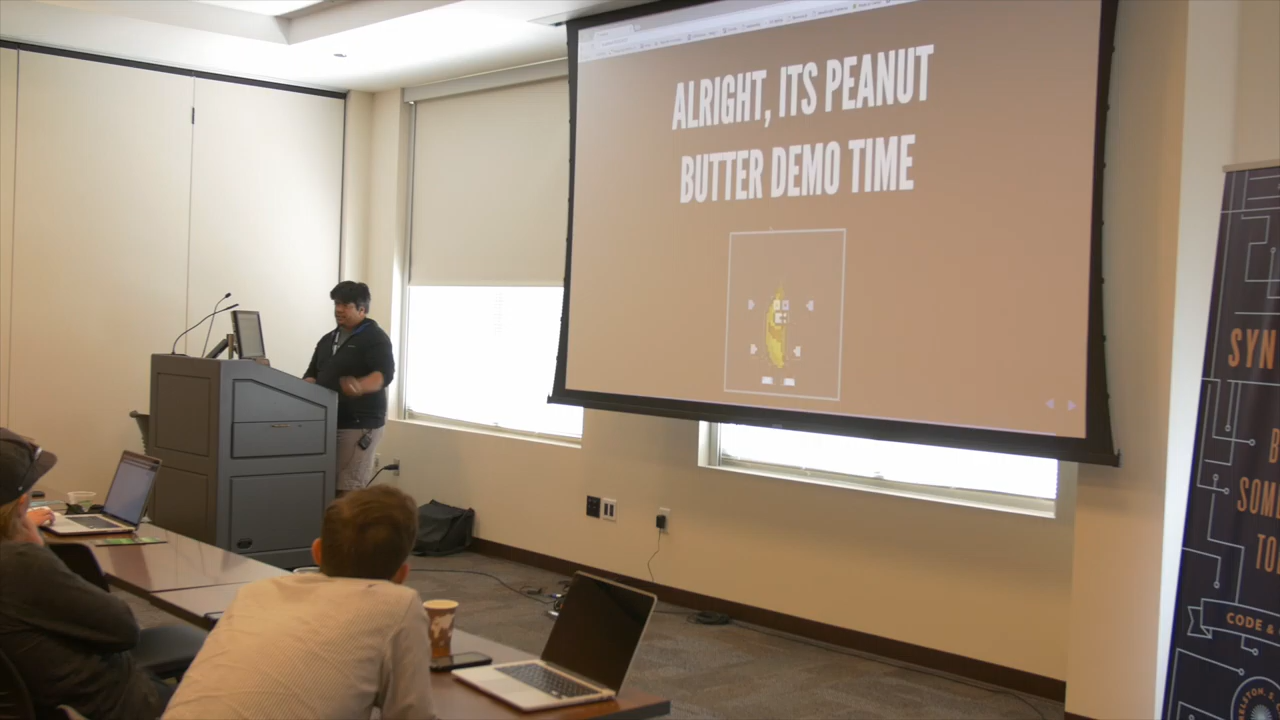 ALRIGHT, ITS PEANUT
BUTTER DEMO TIME
SYN
B
SOM
TO
CODE &